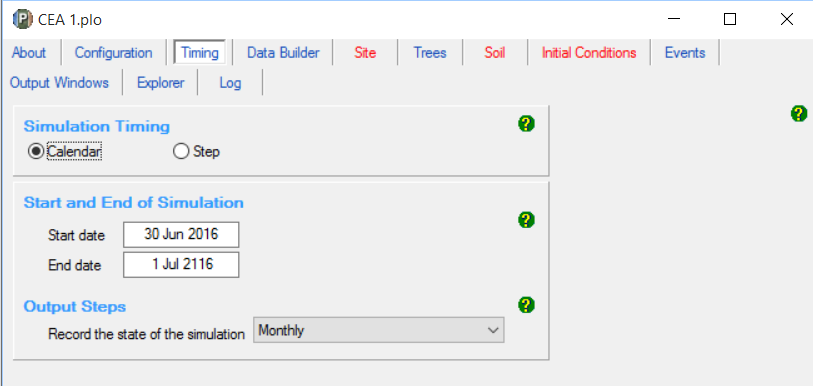 CEA 1.plo
About Configuration Timing Data Builder Site Trees Soil Initial Conditions Events
Output Windows Explorer Log
Simulation Timing
Calendar Step
Start and End of Simulation
Start date 30 Jun 2016
End date 1 Jul 2116
Output Steps
Record the state of the simulation Monthly